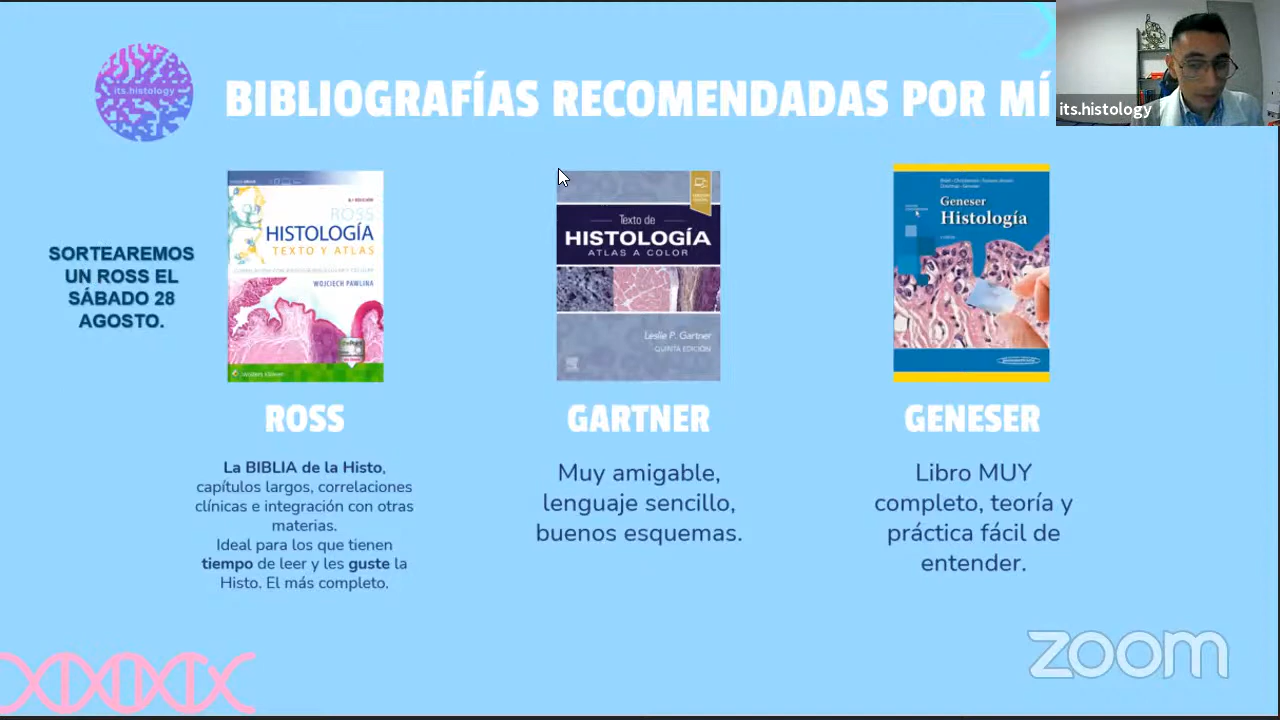 its.histology
BIBLIOGRAFÍAS RECOMENDADAS POR MÍ
its.histology
SORTEAREMOS
UN ROSS EL
SÁBADO 28
AGOSTO.
ROSS
HISTOLOGÍA
TEXTO Y ATLAS
WOJCIECH PAWLINA
Wolters Kluwer
Texto de
HISTOLOGÍA
ATLAS A COLOR
Leslie P. Gartner
QUINTA EDICIÓN
Geneser
Histología
ROSS
GARTNER
GENESER
La BIBLIA de la Histo,
capítulos largos, correlaciones
clínicas e integración con otras
materias.
Ideal para los que tienen
tiempo de leer y les guste la
Histo. El más completo.
Muy amigable,
lenguaje sencillo,
buenos esquemas.
Libro MUY
completo, teoría y
práctica fácil de
entender.
zoom